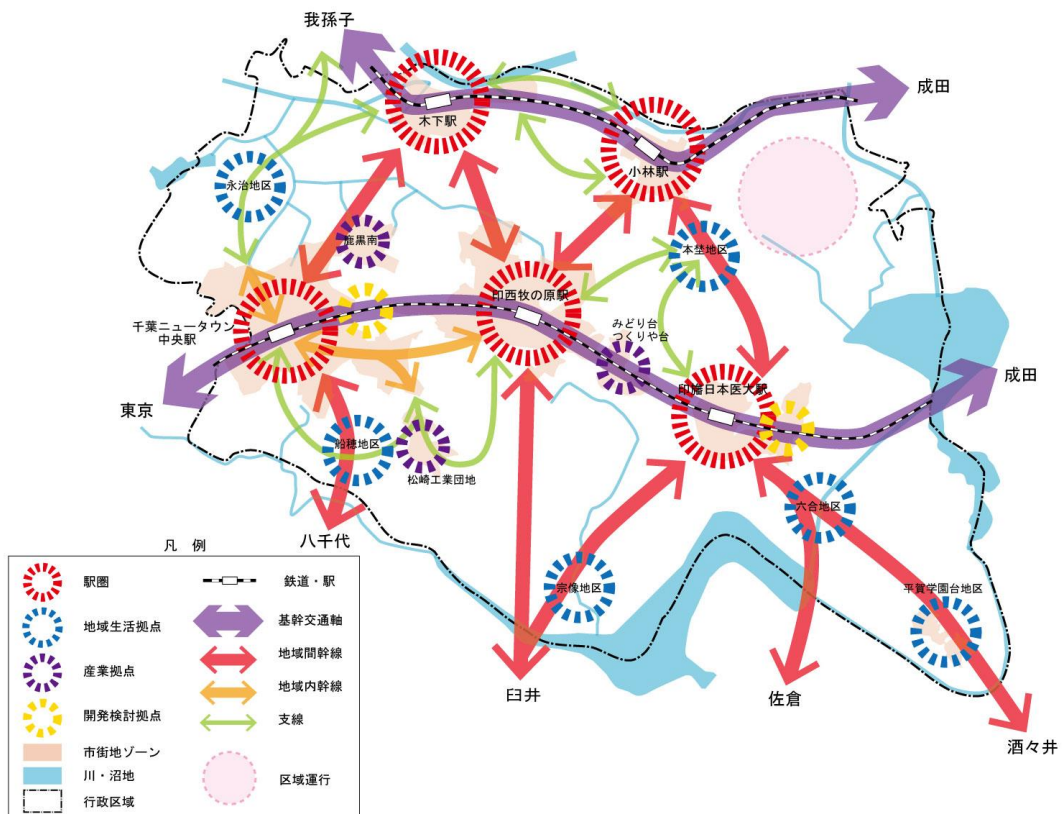 我孫子
成田
木下駅
小林駅
永治地区
鹿黒南
本埜地区
印西牧の原駅
千葉ニュータウン
中央駅
みどり台
つくりや台
印旛日本医大駅
成田
東京
船穂地区
松崎工業団地
六合地区
八千代
宗像地区
平賀学園台地区
臼井
佐倉
酒々井
凡 例
駅圏
地域生活拠点
産業拠点
開発検討拠点
市街地ゾーン
川・沼地
行政区域
鉄道・駅
基幹交通軸
地域間幹線
地域内幹線
支線
区域運行